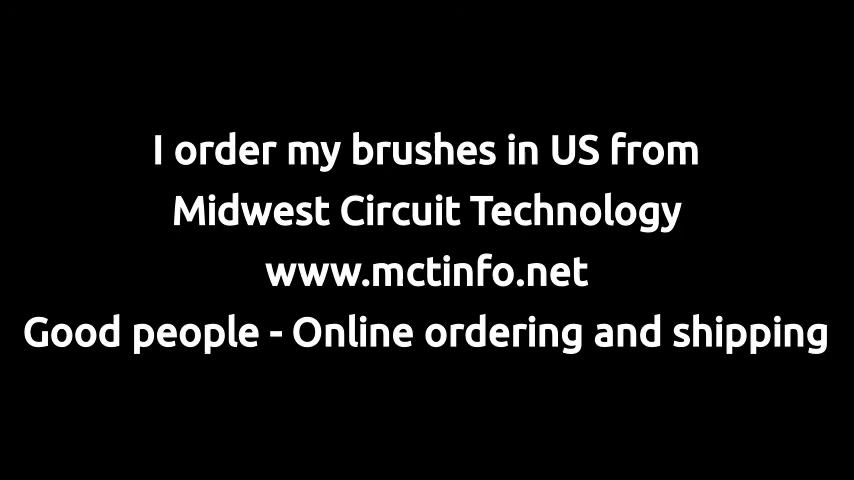 I order my brushes in US from
Midwest Circuit Technology
www.mctinfo.net
Good people - Online ordering and shipping